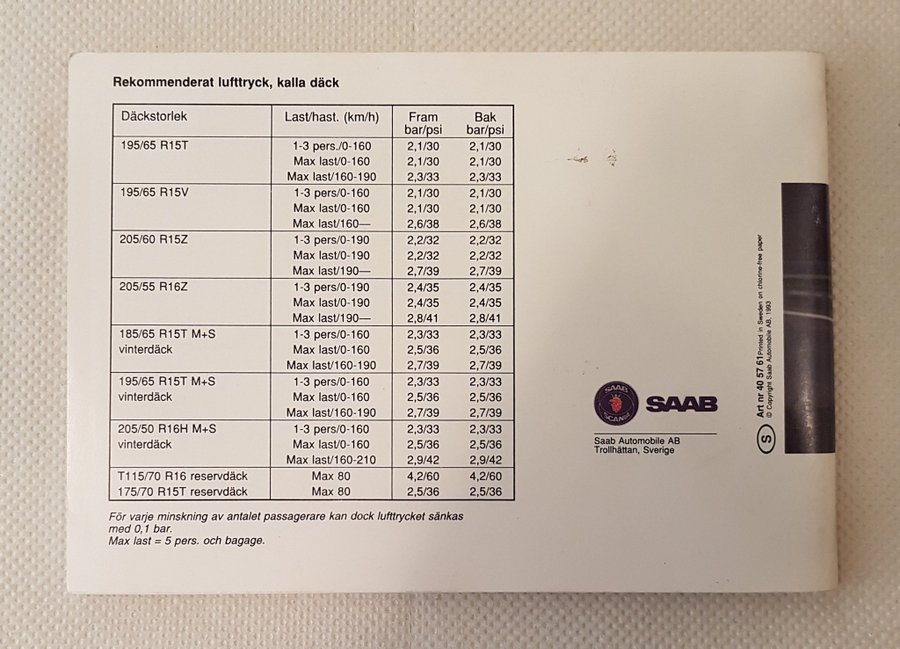 Rekommenderat lufttryck, kalla däck
Däckstorlek Last/hast. (km/h) Fram bar/psi Bak bar/psi
195/65 R15T 1-3 pers./0-160 2,1/30 2,1/30
Max last/0-160 2,1/30 2,1/30
Max last/160-190 2,3/33 2,3/33
195/65 R15V 1-3 pers/0-160 2,1/30 2,1/30
Max last/0-160 2,1/30 2,1/30
Max last/160— 2,6/38 2,6/38
205/60 R15Z 1-3 pers/0-190 2,2/32 2,2/32
Max last/0-190 2,2/32 2,2/32
Max last/190— 2,7/39 2,7/39
205/55 R16Z 1-3 pers/0-190 2,4/35 2,4/35
Max last/0-190 2,4/35 2,4/35
Max last/190— 2,8/41 2,8/41
185/65 R15T M+S 1-3 pers/0-160 2,3/33 2,3/33
vinterdäck Max last/0-160 2,5/36 2,5/36
Max last/160-190 2,7/39 2,7/39
195/65 R15T M+S 1-3 pers/0-160 2,3/33 2,3/33
vinterdäck Max last/0-160 2,5/36 2,5/36
Max last/160-190 2,7/39 2,7/39
205/50 R16H M+S 1-3 pers/0-160 2,3/33 2,3/33
vinterdäck Max last/0-160 2,5/36 2,5/36
Max last/160-210 2,9/42 2,9/42
T115/70 R16 reservdäck Max 80 4,2/60 4,2/60
175/70 R15T reservdäck Max 80 2,5/36 2,5/36
För varje minskning av antalet passagerare kan dock lufttrycket sänkas
med 0,1 bar.
Max last = 5 pers. och bagage.
SAAB
SCANIA
SAAB
Saab Automobile AB
Trollhättan, Sverige
S
Art nr 40 57 61 Printed in Sweden on chlorine-free paper
© Copyright Saab Automobile AB, 1993